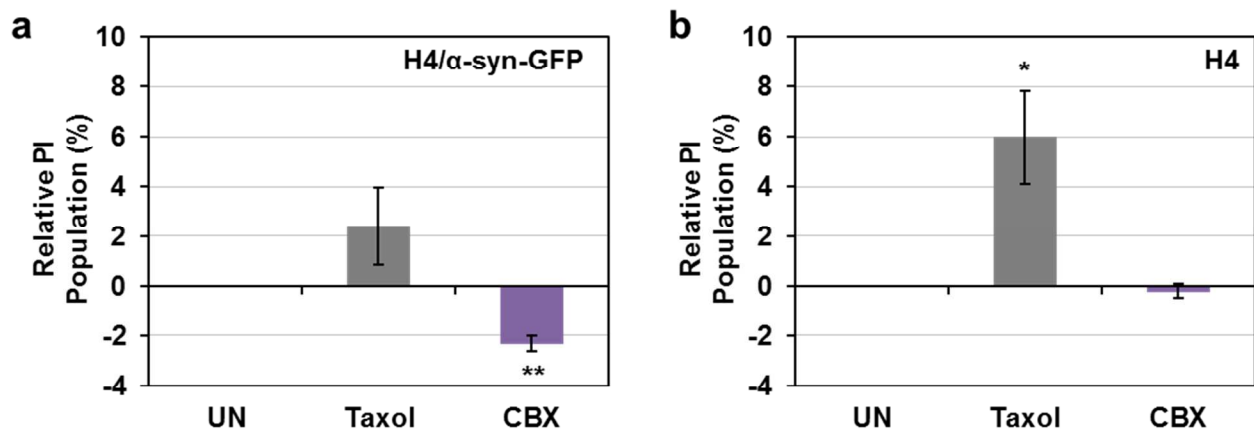 a
H4/α-syn-GFP
Relative PI
Population (%)
10
8
6
4
2
0
-2
-4
**
UN Taxol CBX
b
H4
Relative PI
Population (%)
10
8
6
4
2
0
-2
-4
*
UN Taxol CBX